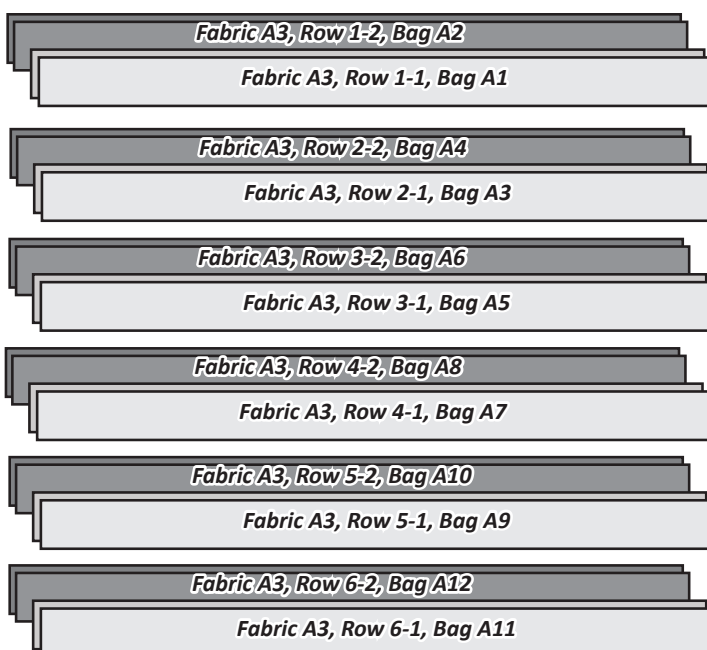 Fabric A3, Row 1-2, Bag A2
Fabric A3, Row 1-1, Bag A1
Fabric A3, Row 2-2, Bag A4
Fabric A3, Row 2-1, Bag A3
Fabric A3, Row 3-2, Bag A6
Fabric A3, Row 3-1, Bag A5
Fabric A3, Row 4-2, Bag A8
Fabric A3, Row 4-1, Bag A7
Fabric A3, Row 5-2, Bag A10
Fabric A3, Row 5-1, Bag A9
Fabric A3, Row 6-2, Bag A12
Fabric A3, Row 6-1, Bag A11